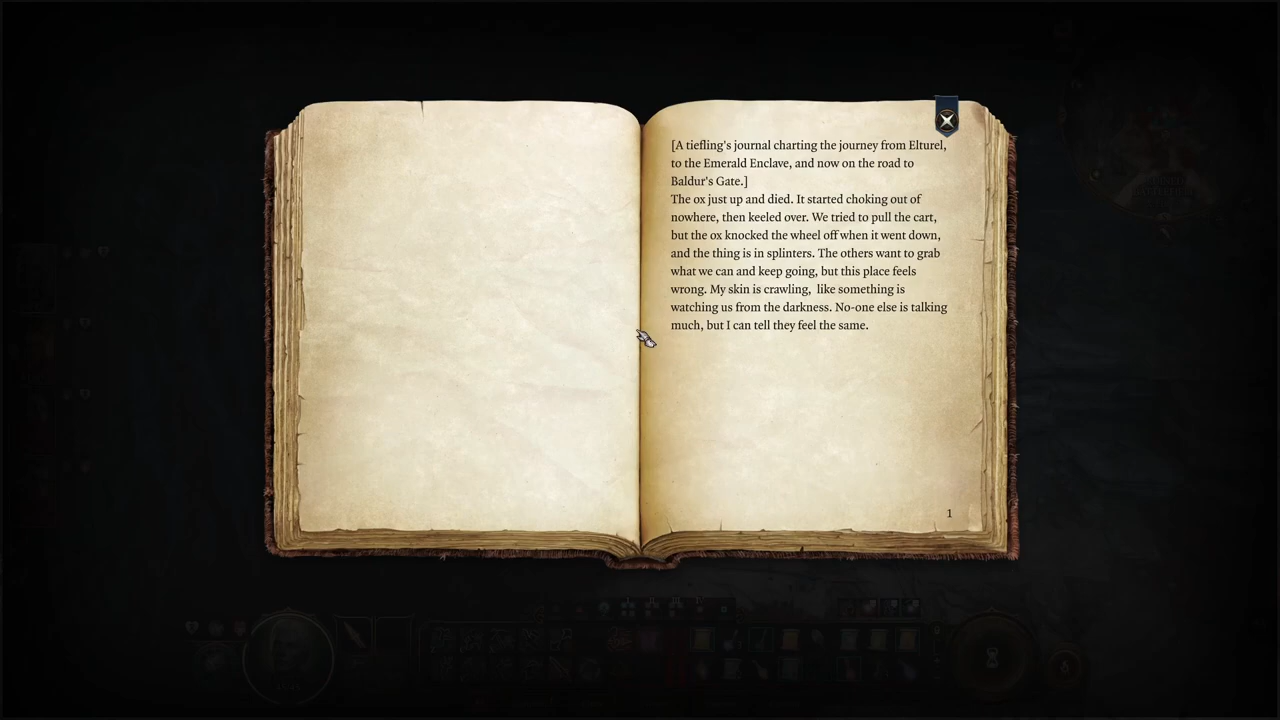 [A tiefling's journal charting the journey from Elturel,
to the Emerald Enclave, and now on the road to
Baldur's Gate.]
The ox just up and died. It started choking out of
nowhere, then keeled over. We tried to pull the cart,
but the ox knocked the wheel off when it went down,
and the thing is in splinters. The others want to grab
what we can and keep going, but this place feels
wrong. My skin is crawling,  like something is
watching us from the darkness. No-one else is talking
much, but I can tell they feel the same.
1